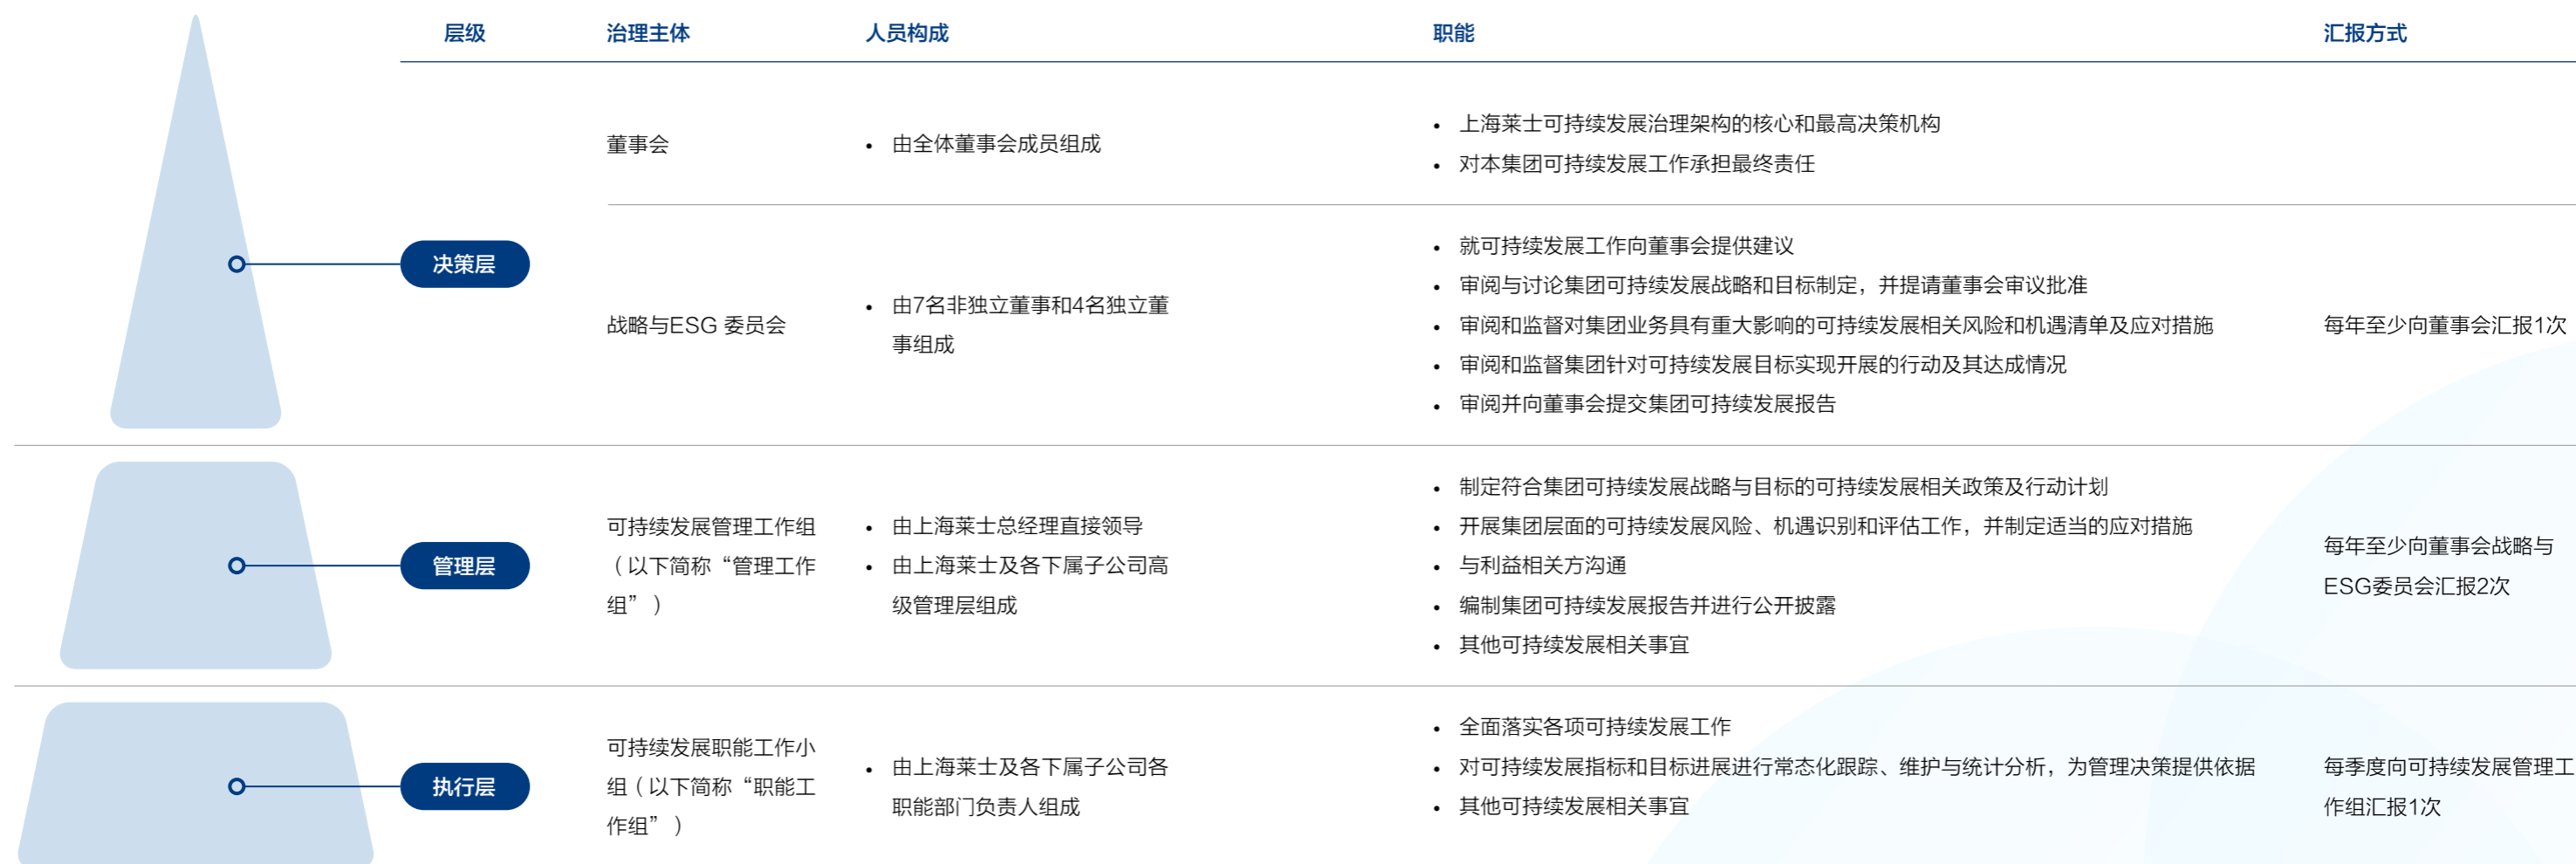 层级 治理主体 人员构成 职能 汇报方式
决策层
董事会
• 由全体董事会成员组成
• 上海莱士可持续发展治理架构的核心和最高决策机构
• 对本集团可持续发展工作承担最终责任
战略与ESG 委员会
• 由7名非独立董事和4名独立董
事组成
• 就可持续发展工作向董事会提供建议
• 审阅与讨论集团可持续发展战略和目标制定，并提请董事会审议批准
• 审阅和监督对集团业务具有重大影响的可持续发展相关风险和机遇清单及应对措施
• 审阅和监督集团针对可持续发展目标实现开展的行动及其达成情况
• 审阅并向董事会提交集团可持续发展报告
每年至少向董事会汇报1次
管理层
可持续发展管理工作组
（以下简称“管理工作
组”）
• 由上海莱士总经理直接领导
• 由上海莱士及各下属子公司高
级管理层组成
• 制定符合集团可持续发展战略与目标的可持续发展相关政策及行动计划
• 开展集团层面的可持续发展风险、机遇识别和评估工作，并制定适当的应对措施
• 与利益相关方沟通
• 编制集团可持续发展报告并进行公开披露
• 其他可持续发展相关事宜
每年至少向董事会战略与
ESG委员会汇报2次
执行层
可持续发展职能工作小
组（以下简称“职能工
作组”）
• 由上海莱士及各下属子公司各
职能部门负责人组成
• 全面落实各项可持续发展工作
• 对可持续发展指标和目标进展进行常态化跟踪、维护与统计分析，为管理决策提供依据
• 其他可持续发展相关事宜
每季度向可持续发展管理工
作组汇报1次